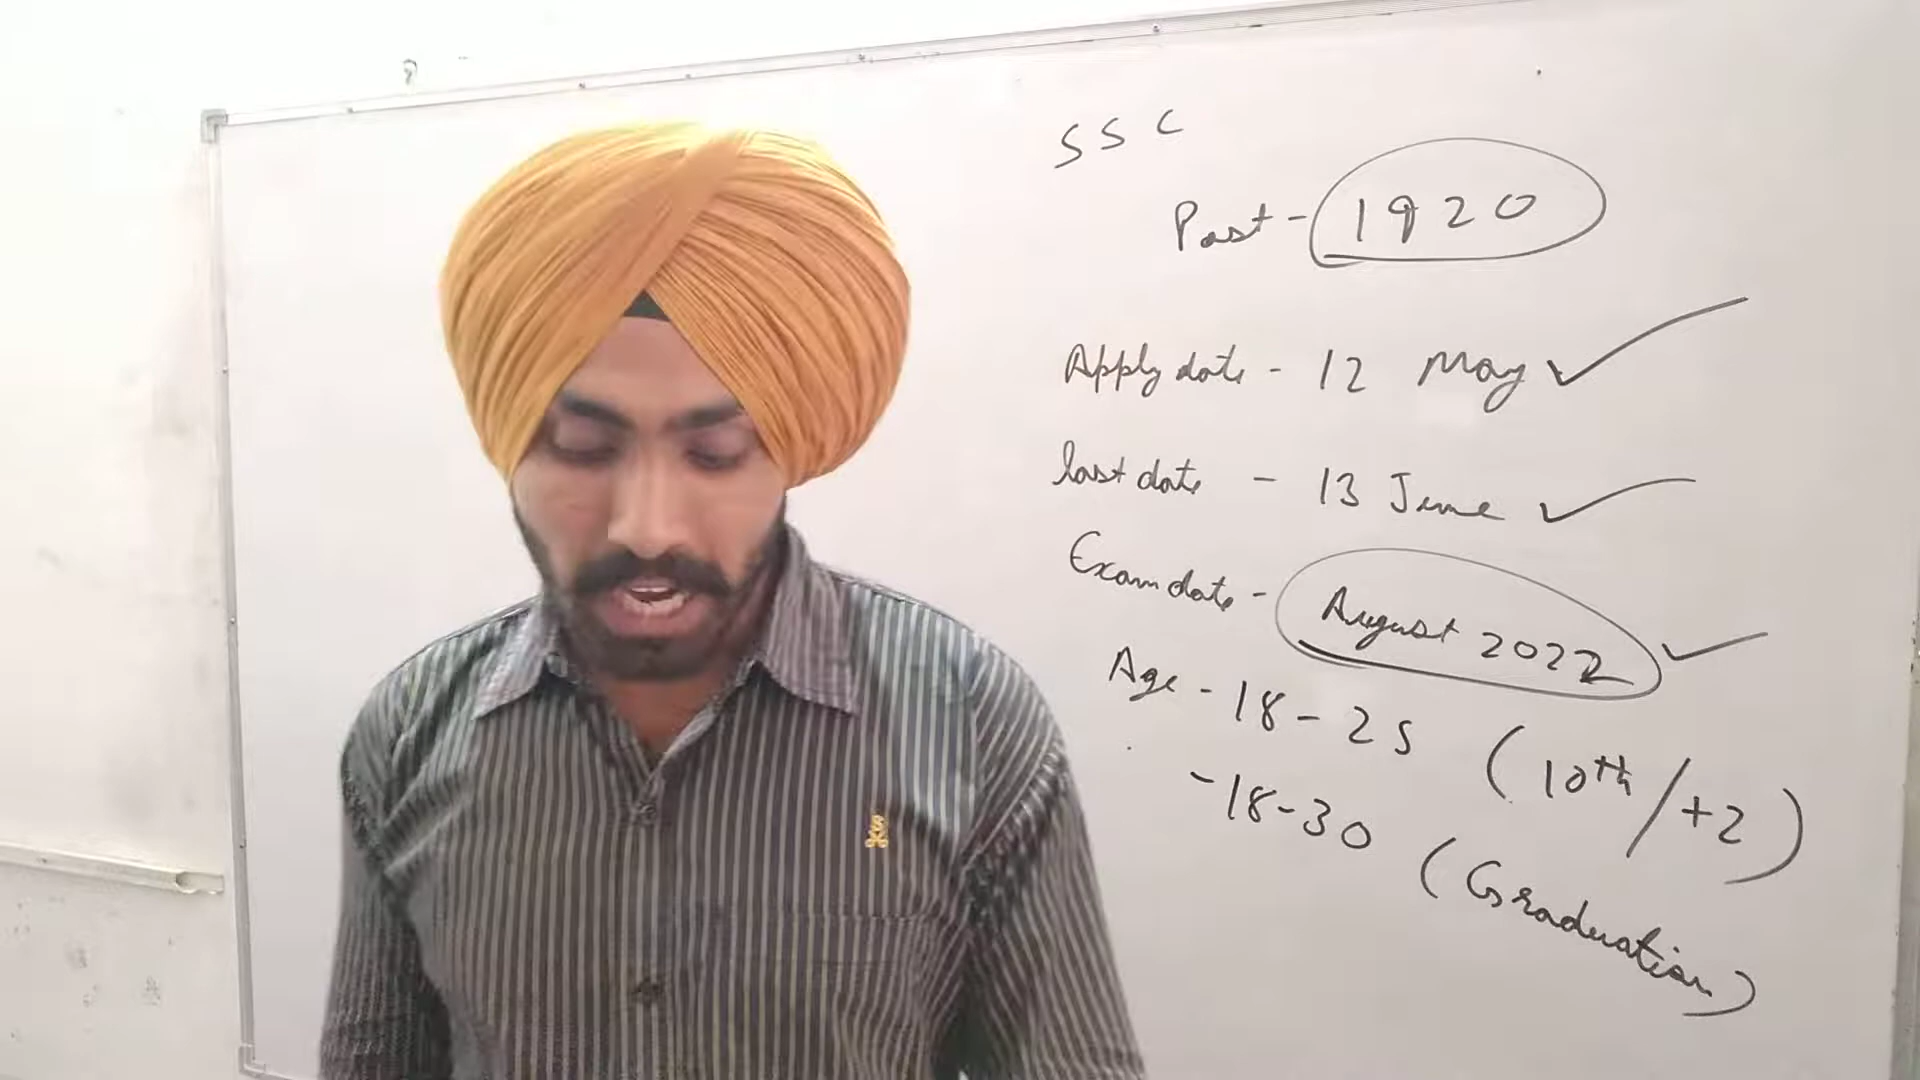 SSC
Post - 1920
Apply date - 12 May
last date - 13 June
Exam date - August 2022
Age - 18 - 25 (10th/+2)
- 18 - 30 (Graduation)